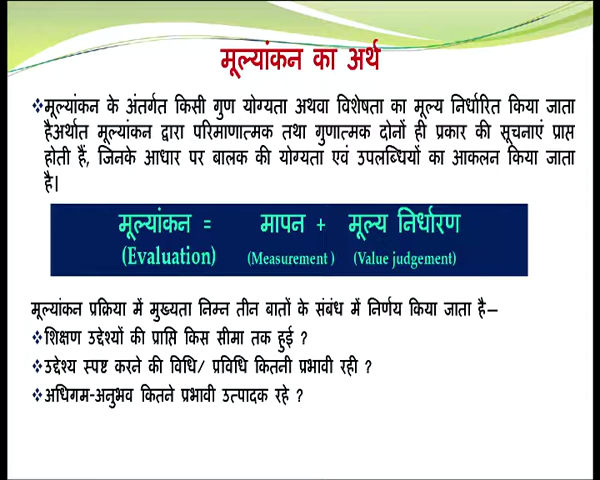 मूल्यांकन का अर्थ
❖मूल्यांकन के अंतर्गत किसी गुण योग्यता अथवा विशेषता का मूल्य निर्धारित किया जाता
हैअर्थात मूल्यांकन द्वारा परिमाणात्मक तथा गुणात्मक दोनों ही प्रकार की सूचनाएं प्राप्त
होती हैं, जिनके आधार पर बालक की योग्यता एवं उपलब्धियों का आकलन किया जाता
है।
मूल्यांकन = मापन + मूल्य निर्धारण
(Evaluation) (Measurement ) (Value judgement)
मूल्यांकन प्रक्रिया में मुख्यता निम्न तीन बातों के संबंध में निर्णय किया जाता है—
❖शिक्षण उद्देश्यों की प्राप्ति किस सीमा तक हुई ?
❖उद्देश्य स्पष्ट करने की विधि/ प्रविधि कितनी प्रभावी रही ?
❖अधिगम-अनुभव कितने प्रभावी उत्पादक रहे ?